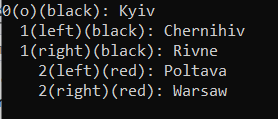 0(o)(black): Kyiv
1(left)(black): Chernihiv
1(right)(black): Rivne
2(left)(red): Poltava
2(right)(red): Warsaw